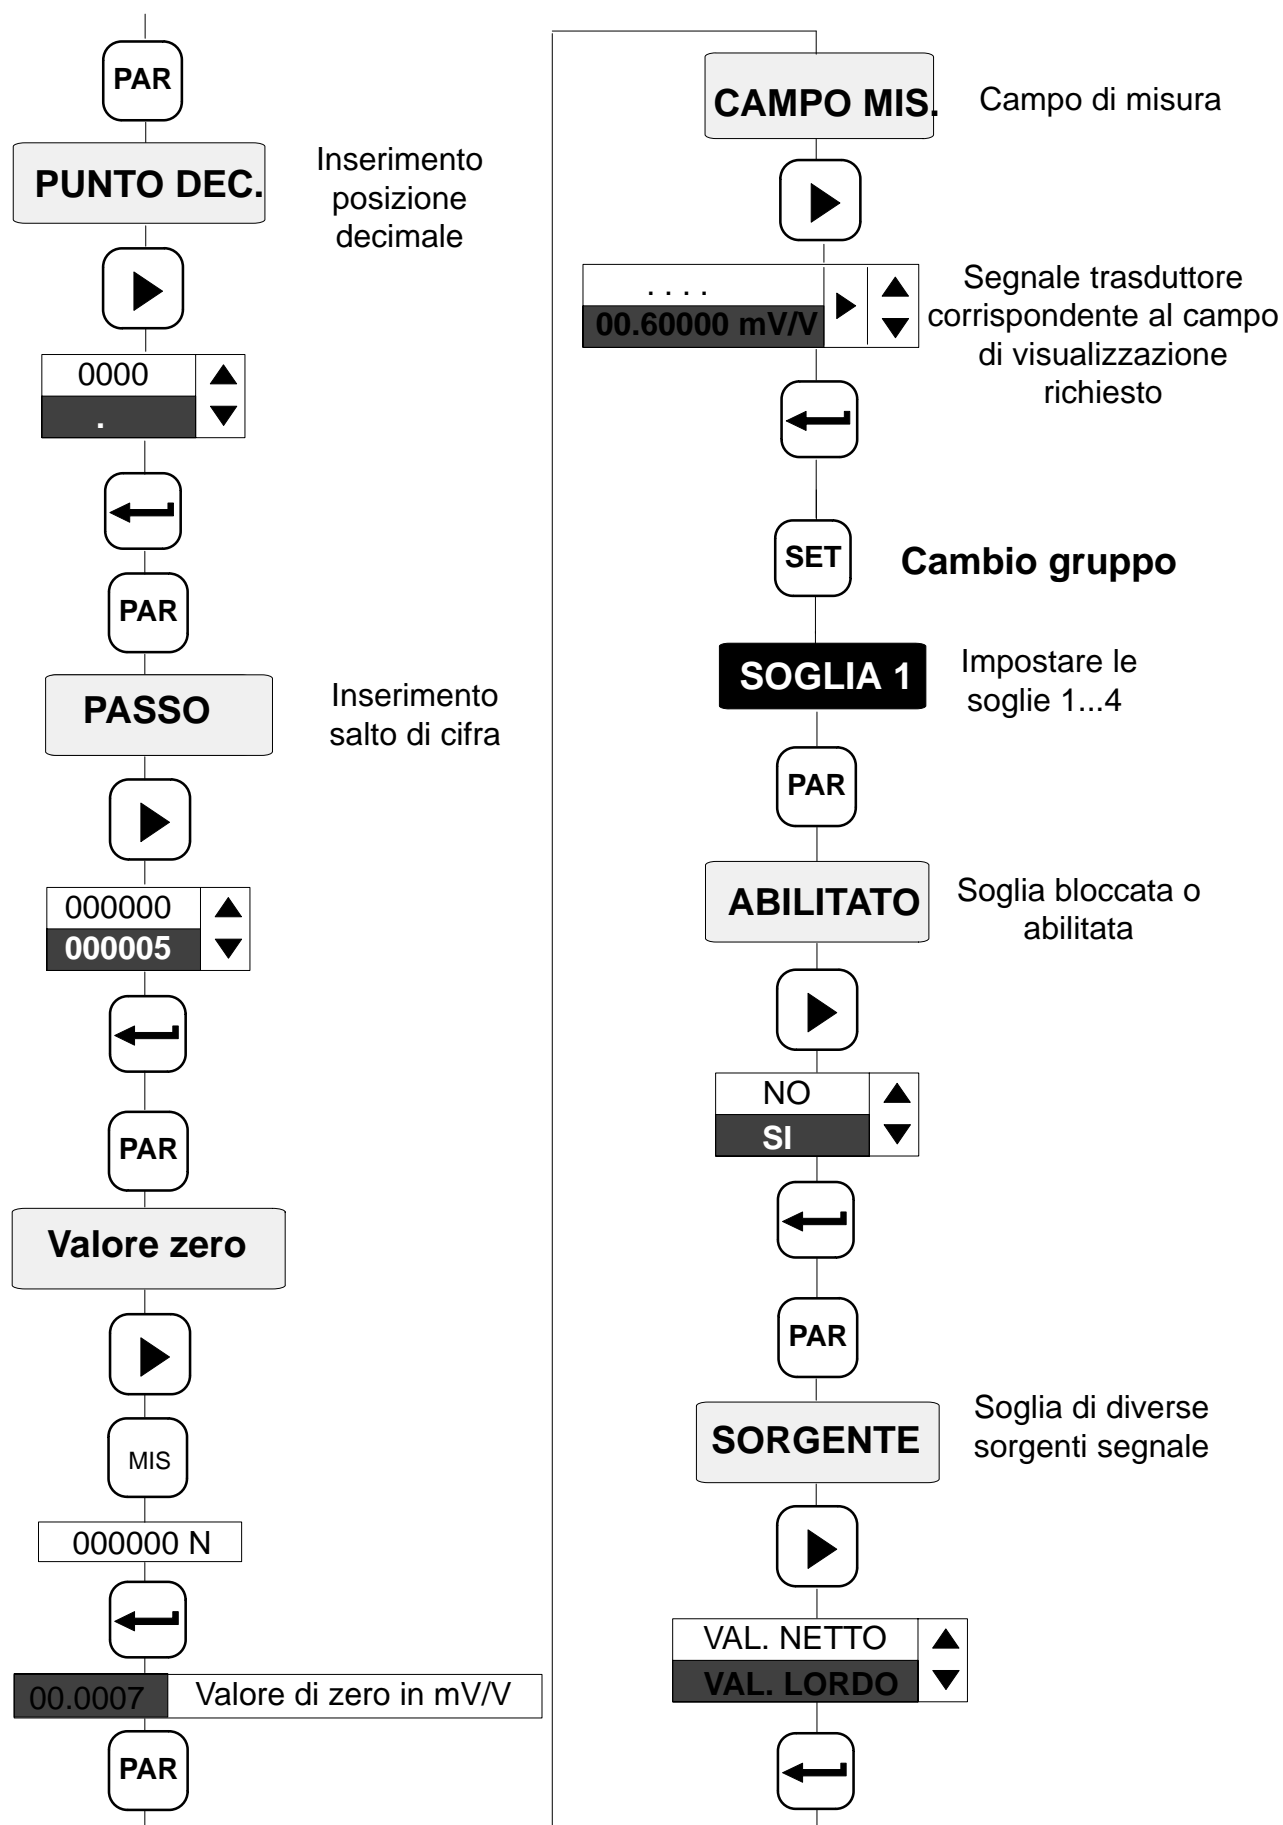 PAR
PUNTO DEC.
Inserimento
posizione
decimale
0000
.
PAR
PASSO
Inserimento
salto di cifra
000000
000005
PAR
Valore zero
MIS
000000 N
00.0007
Valore di zero in mV/V
PAR
CAMPO MIS.
Campo di misura
. . . .
00.60000 mV/V
Segnale trasduttore
corrispondente al campo
di visualizzazione
richiesto
SET
Cambio gruppo
SOGLIA 1
Impostare le
soglie 1...4
PAR
ABILITATO
Soglia bloccata o
abilitata
NO
SI
PAR
SORGENTE
Soglia di diverse
sorgenti segnale
VAL. NETTO
VAL. LORDO